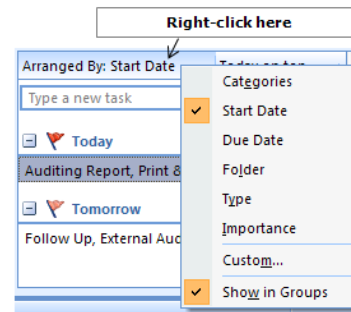 Right-click here
Arranged By: Start Date
Today on top
Type a new task
Today
Auditing Report, Print &
Tomorrow
Follow Up, External Aud
Categories
Start Date
Due Date
Folder
Type
Importance
Custom...
Show in Groups